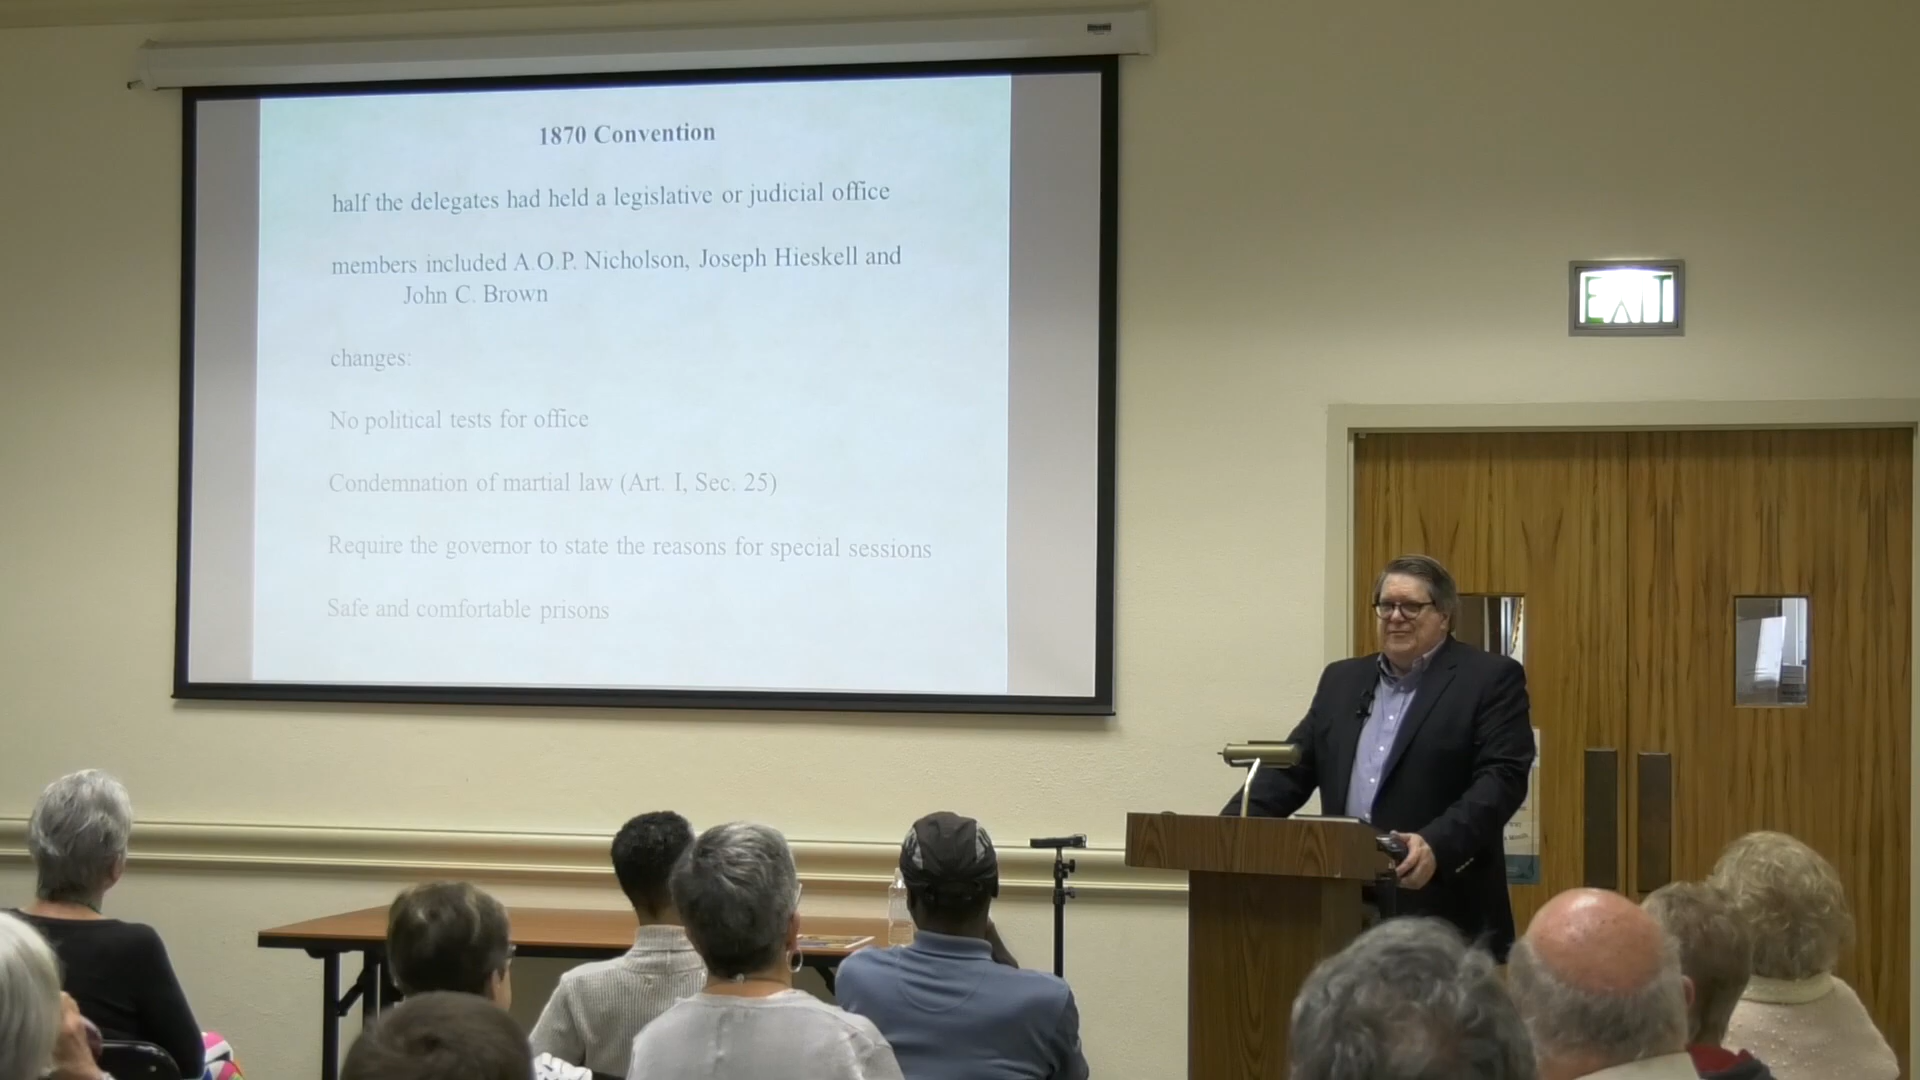 1870 Convention
half the delegates had held a legislative or judicial office
members included A.O.P. Nicholson, Joseph Hieskell and
John C. Brown
changes:
No political tests for office
Condemnation of martial law (Art. I, Sec. 25)
Require the governor to state the reasons for special sessions
Safe and comfortable prisons
EXIT